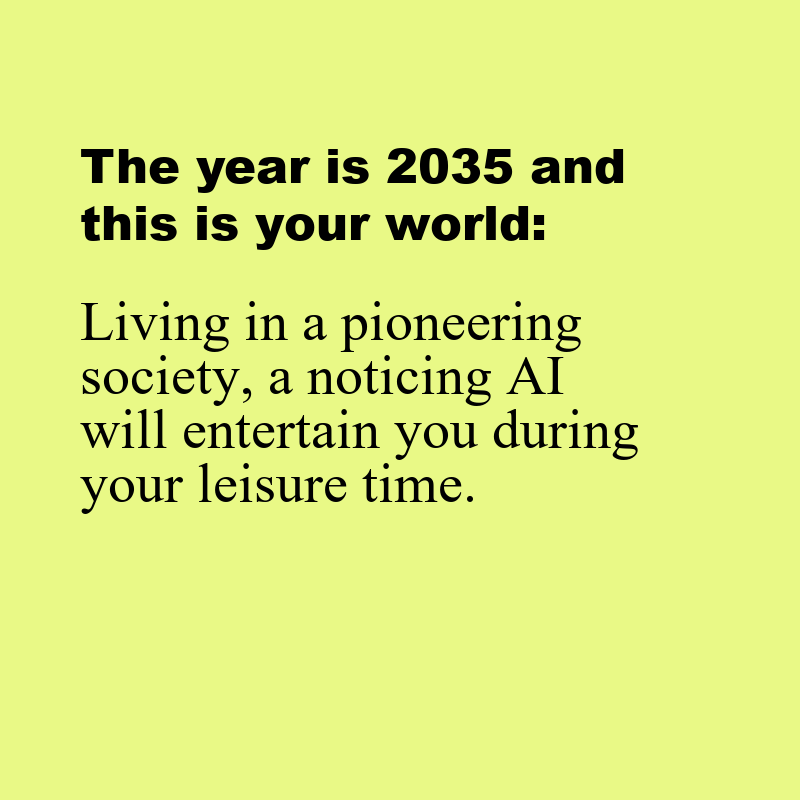 The year is 2035 and
this is your world:
Living in a pioneering
society, a noticing AI
will entertain you during
your leisure time.